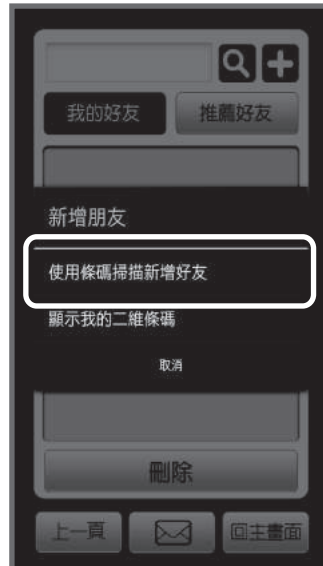 我的好友 推薦好友
新增朋友
使用條碼掃描新增好友
顯示我的二維條碼
取消
刪除
上一頁 回主畫面